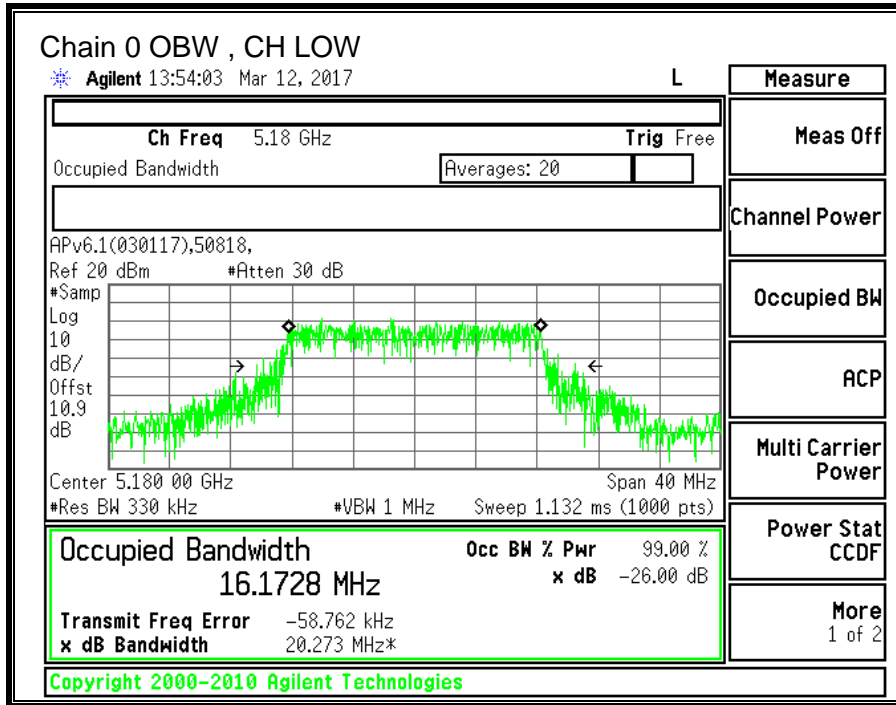 Chain 0 OBW , CH LOW
Agilent 13:54:03 Mar 12, 2017 L
Measure
Ch Freq 5.18 GHz Trig Free
Meas Off
Occupied Bandwidth Averages: 20
Channel Power
APv6.1(030117),50818,
Ref 20 dBm #Atten 30 dB
#Samp
Log
10
dB/
Offst
10.9
dB
Occupied BW
ACP
Center 5.180 00 GHz Span 40 MHz
#Res BW 330 kHz #VBW 1 MHz Sweep 1.132 ms (1000 pts)
Multi Carrier
Power
Occupied Bandwidth Occ BW % Pwr 99.00 %
16.1728 MHz x dB -26.00 dB
Transmit Freq Error -58.762 kHz
x dB Bandwidth 20.273 MHz*
Power Stat
CCDF
More
1 of 2
Copyright 2000-2010 Agilent Technologies